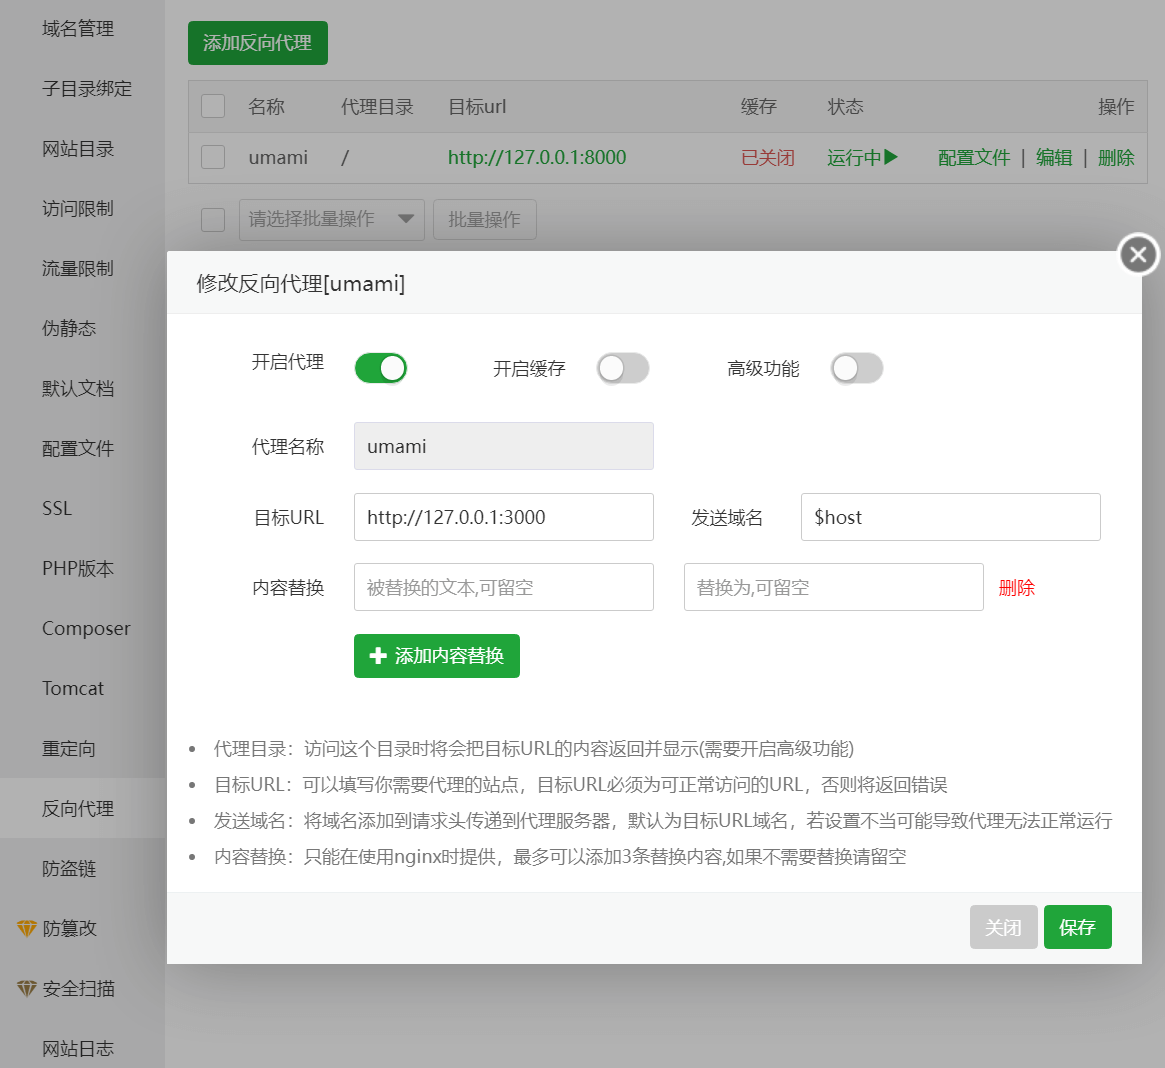 域名管理
子目录绑定
网站目录
访问限制
流量限制
伪静态
默认文档
配置文件
SSL
PHP版本
Composer
Tomcat
重定向
反向代理
防盗链
防篡改
安全扫描
网站日志
添加反向代理
名称 代理目录 目标url 缓存 状态 操作
umami / http://127.0.0.1:8000 已关闭 运行中 配置文件 | 编辑 | 删除
请选择批量操作 批量操作
修改反向代理[umami]
开启代理 开启缓存 高级功能
代理名称 umami
目标URL http://127.0.0.1:3000 发送域名 $host
内容替换 被替换的文本,可留空 替换为,可留空 删除
添加内容替换
代理目录：访问这个目录时将会把目标URL的内容返回并显示(需要开启高级功能)
目标URL：可以填写你需要代理的站点，目标URL必须为可正常访问的URL，否则将返回错误
发送域名：将域名添加到请求头传递到代理服务器，默认为目标URL域名，若设置不当可能导致代理无法正常运行
内容替换：只能在使用nginx时提供，最多可以添加3条替换内容,如果不需要替换请留空
关闭 保存